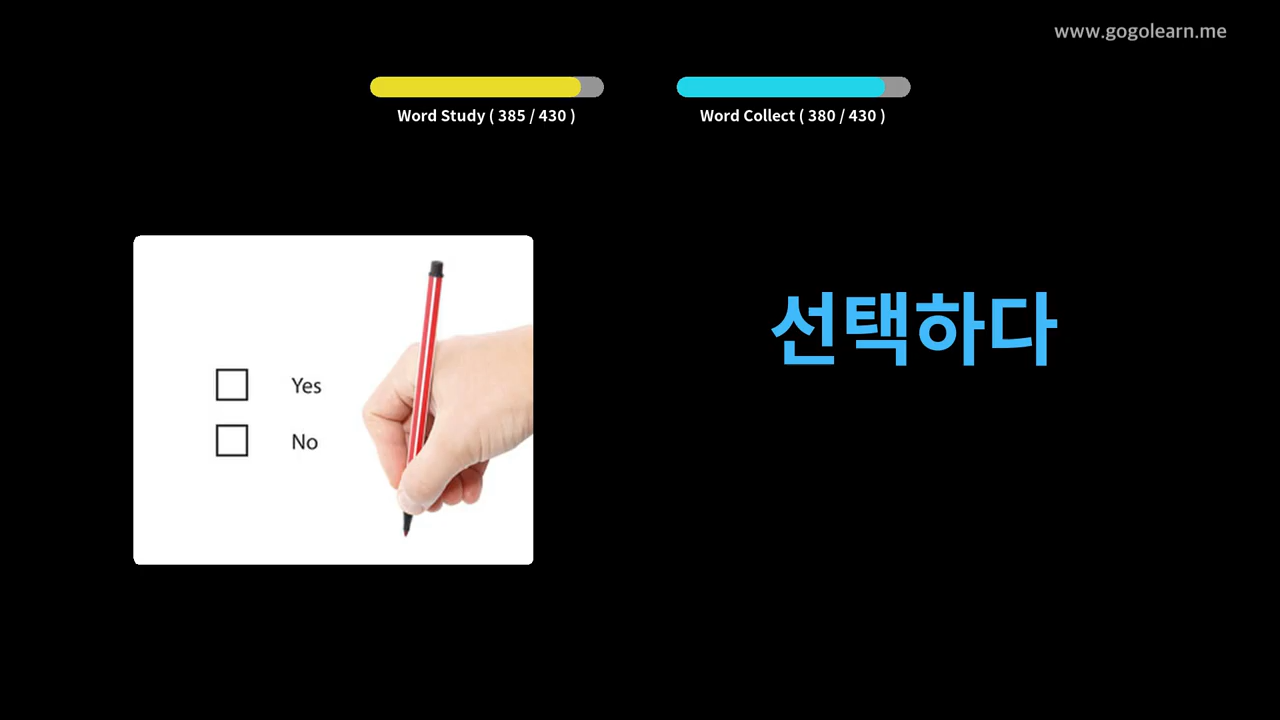 www.gogolearn.me
Word Study ( 385 / 430 )
Word Collect ( 380 / 430 )
선택하다
Yes
No